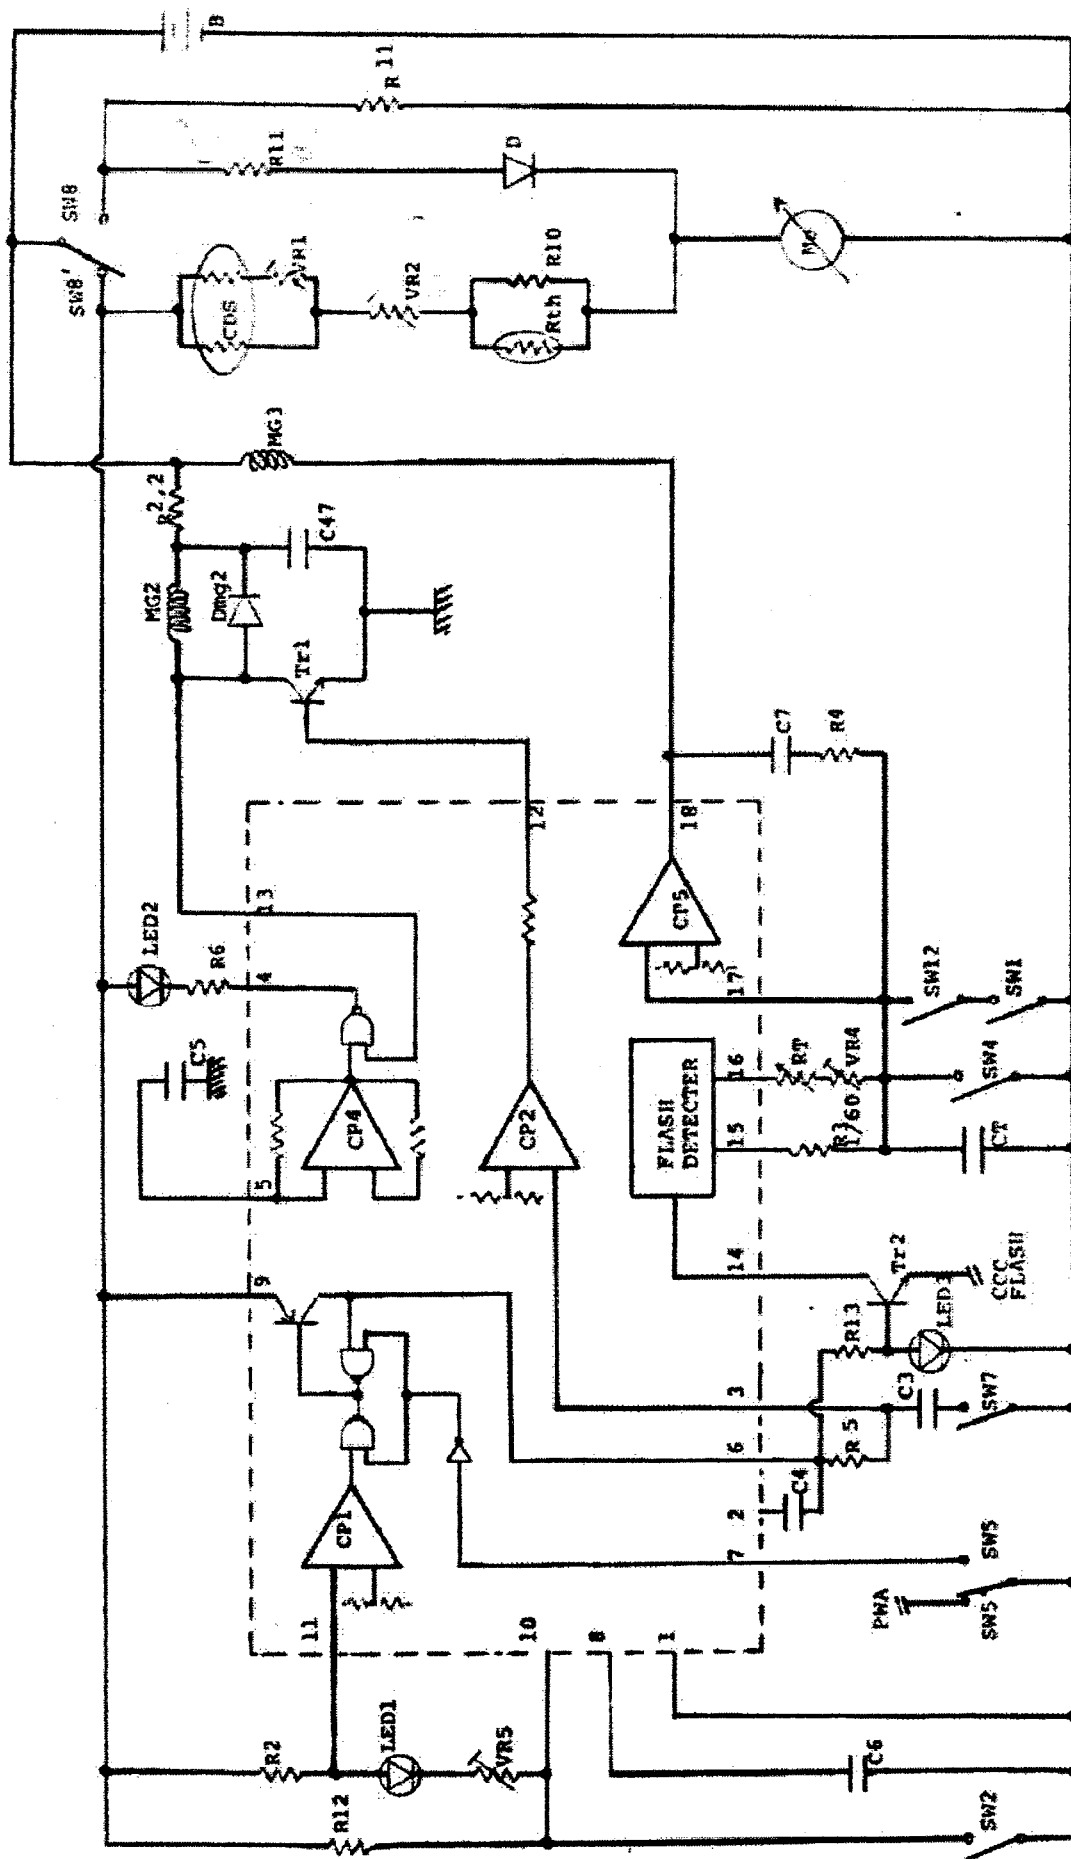 B
R 11
R11
D
SW8
SW8'
CDS
VR1
VR2
R10
Rth
Me
MG3
R2,2
C47
MG2
Dmg2
Tr1
C7
R4
12
18
13
LED2
R6
4
CP5
17
SW12
SW1
C5
CP4
5
CP2
FLASH
DETECTER
16
15
RT
VR4
1/60
R3
SW4
CT
9
14
Tr2
CCC
FLASH
LED3
R13
3
C3
SW7
6
R 5
CP1
2
C4
7
SW5
PWA
SW5'
11
10
8
1
R2
LED1
VR5
C6
R12
SW2